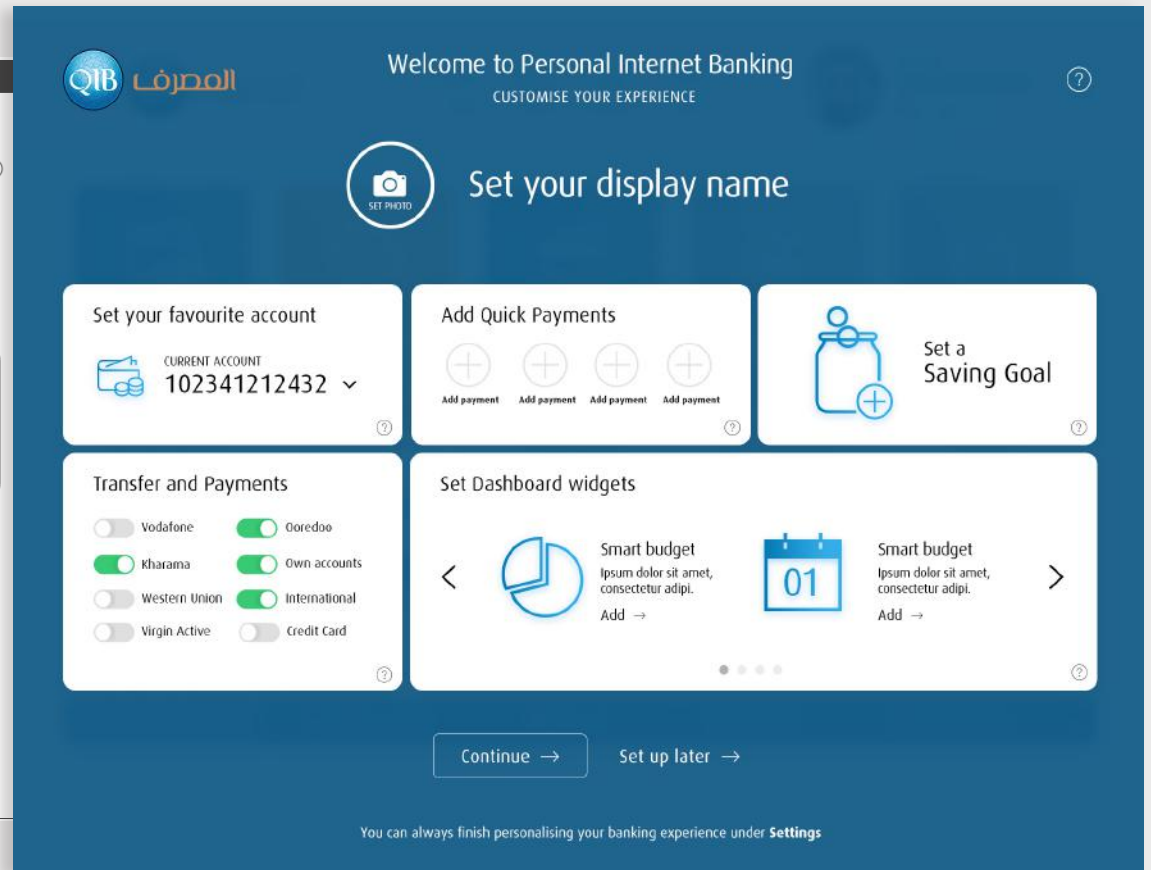 QIB المصرف
Welcome to Personal Internet Banking
CUSTOMISE YOUR EXPERIENCE
?
SET PHOTO
Set your display name
Set your favourite account
CURRENT ACCOUNT
102341212432
?
Add Quick Payments
Add payment Add payment Add payment Add payment
?
Set a
Saving Goal
?
Transfer and Payments
Vodafone Ooredoo
Kharama Own accounts
Western Union International
Virgin Active Credit Card
?
Set Dashboard widgets
Smart budget
Ipsum dolor sit amet,
consectetur adipi.
Add →
01
Smart budget
Ipsum dolor sit amet,
consectetur adipi.
Add →
?
Continue → Set up later →
You can always finish personalising your banking experience under Settings